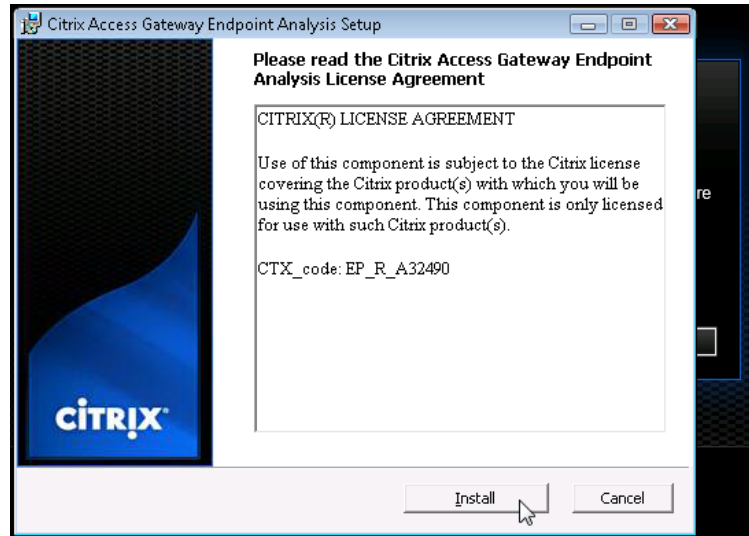 Citrix Access Gateway Endpoint Analysis Setup
Please read the Citrix Access Gateway Endpoint
Analysis License Agreement
CITRIX(R) LICENSE AGREEMENT
Use of this component is subject to the Citrix license
covering the Citrix product(s) with which you will be
using this component. This component is only licensed
for use with such Citrix product(s).
CTX_code: EP_R_A32490
re
CITRIX
Install
Cancel